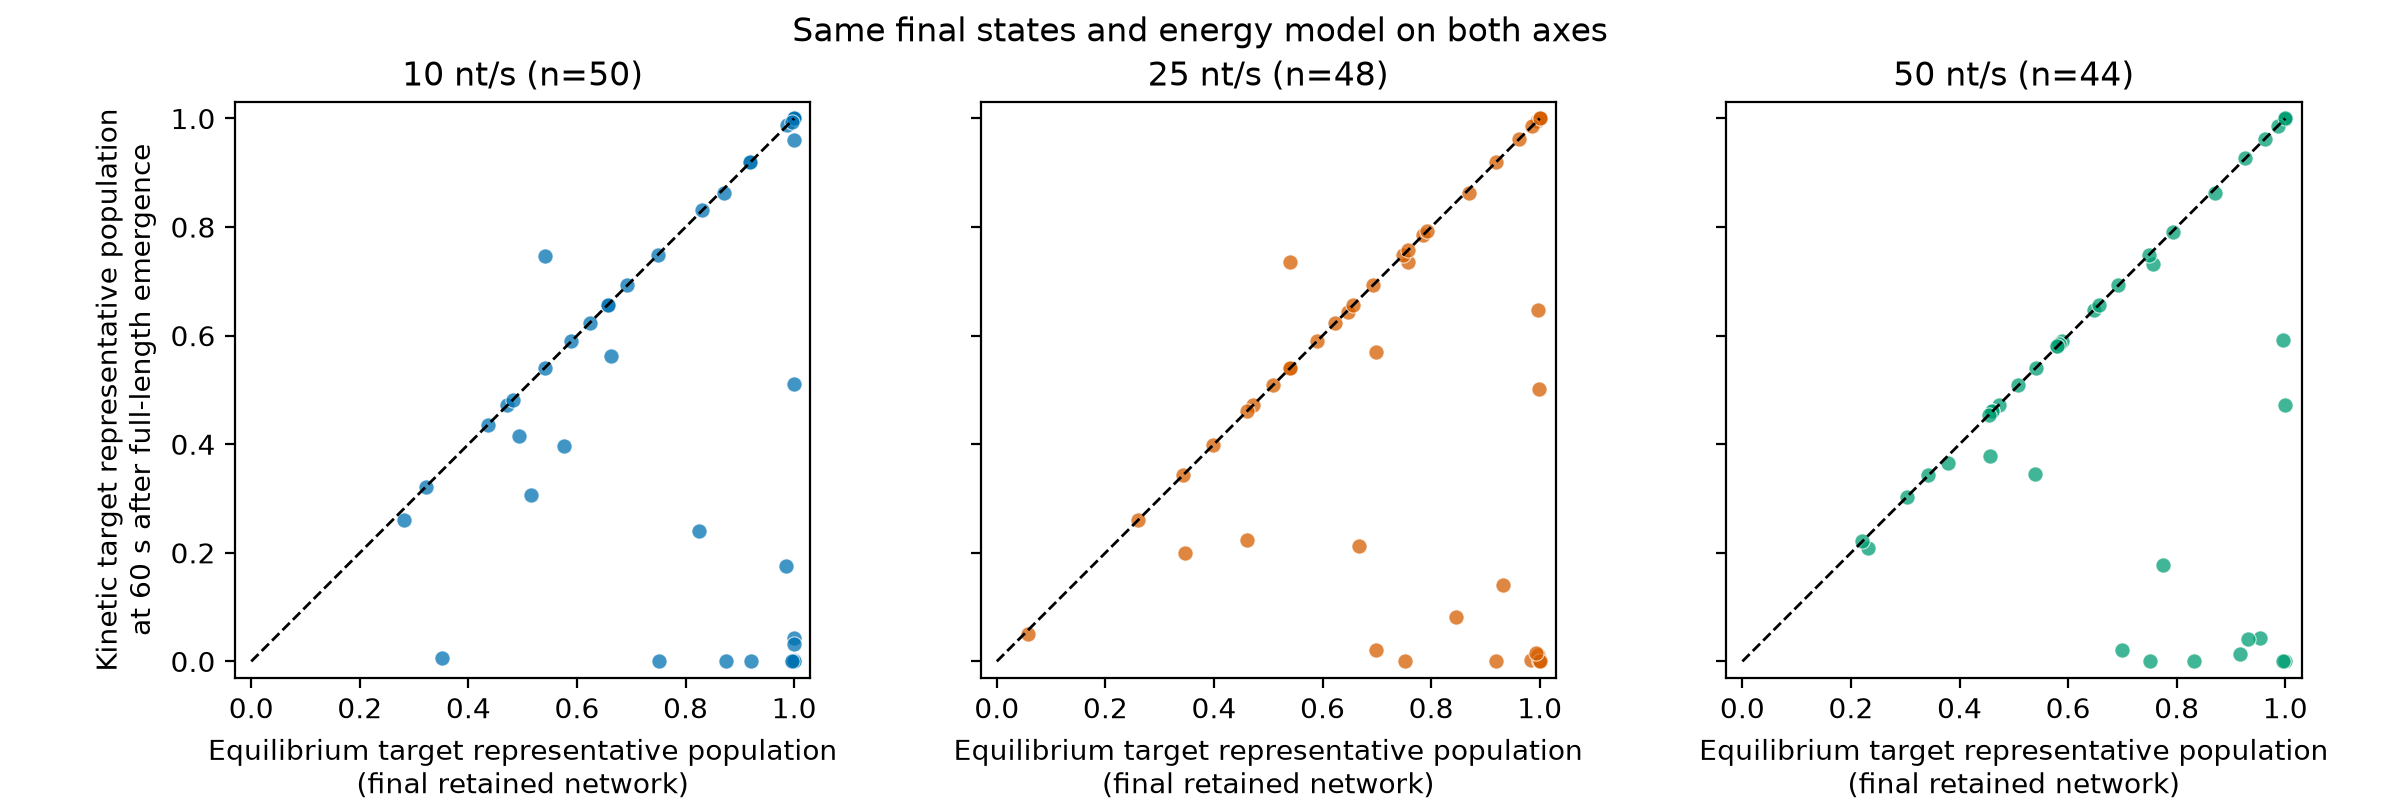 Same final states and energy model on both axes
10 nt/s (n=50)
25 nt/s (n=48)
50 nt/s (n=44)
Kinetic target representative population
at 60 s after full-length emergence
1.0
0.8
0.6
0.4
0.2
0.0
0.0 0.2 0.4 0.6 0.8 1.0
0.0 0.2 0.4 0.6 0.8 1.0
0.0 0.2 0.4 0.6 0.8 1.0
Equilibrium target representative population
(final retained network)
Equilibrium target representative population
(final retained network)
Equilibrium target representative population
(final retained network)